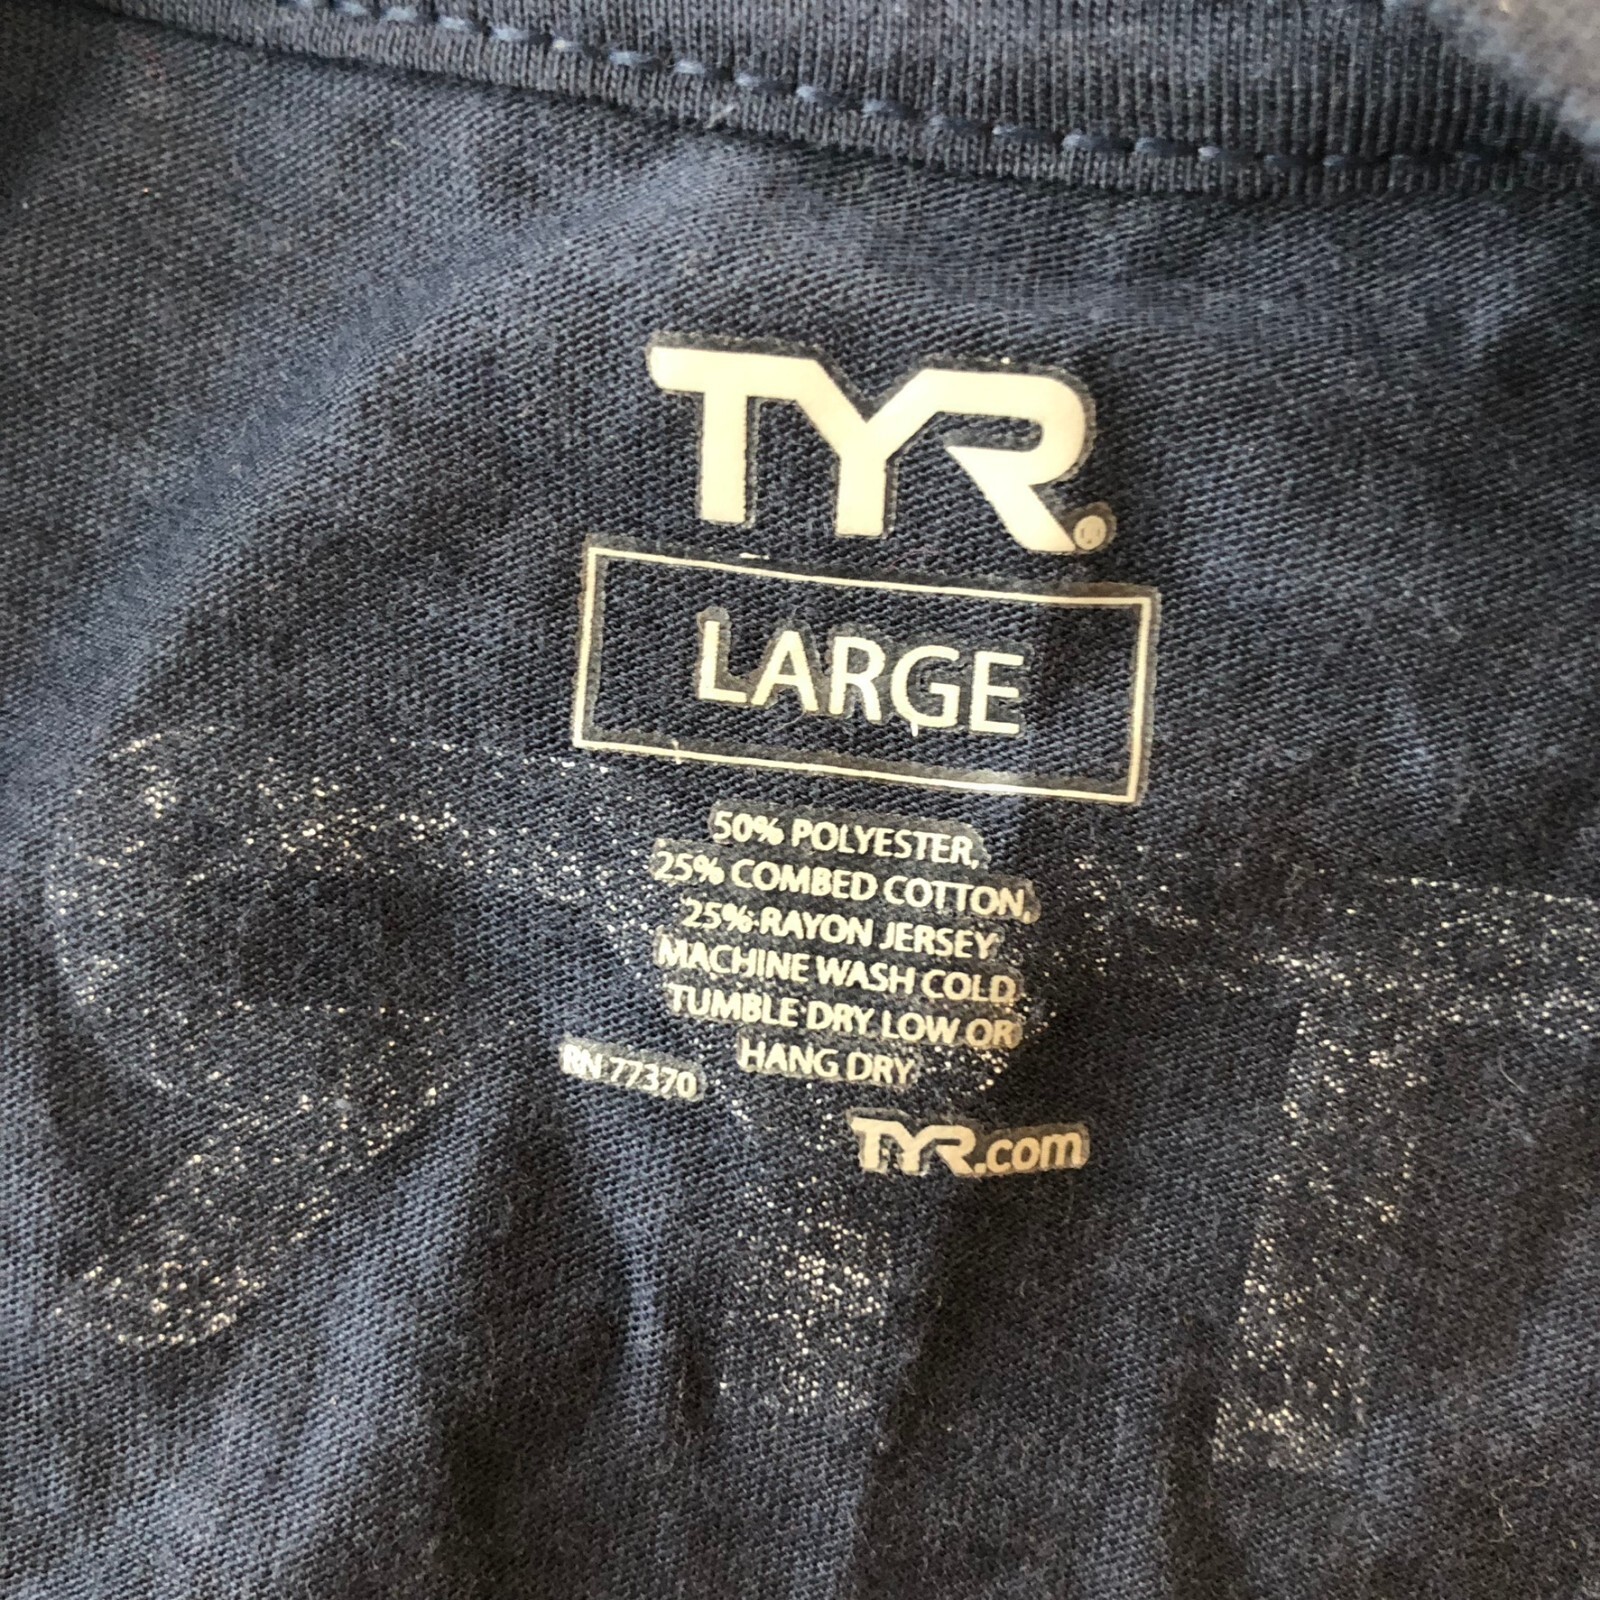 TYR®
LARGE
50% POLYESTER,
25% COMBED COTTON,
25% RAYON JERSEY
MACHINE WASH COLD
TUMBLE DRY LOW OR
HANG DRY
RN 77370
TYR.com